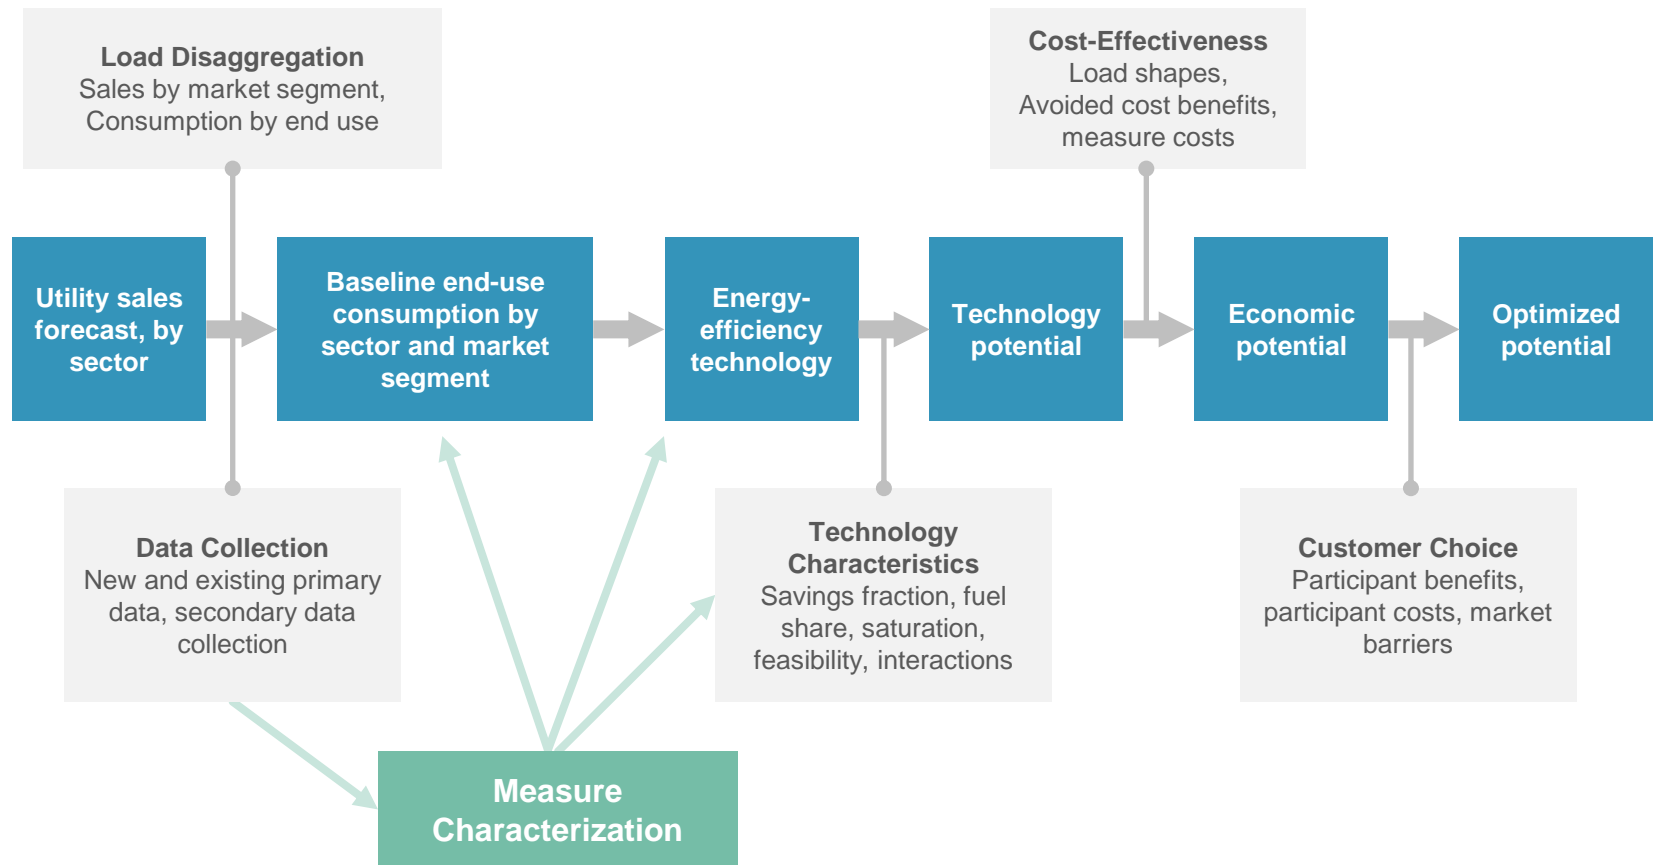 Load Disaggregation
Sales by market segment,
Consumption by end use
Cost-Effectiveness
Load shapes,
Avoided cost benefits,
measure costs
Utility sales
forecast, by
sector
Baseline end-use
consumption by
sector and market
segment
Energy-
efficiency
technology
Technology
potential
Economic
potential
Optimized
potential
Data Collection
New and existing primary
data, secondary data
collection
Technology
Characteristics
Savings fraction, fuel
share, saturation,
feasibility, interactions
Customer Choice
Participant benefits,
participant costs, market
barriers
Measure
Characterization